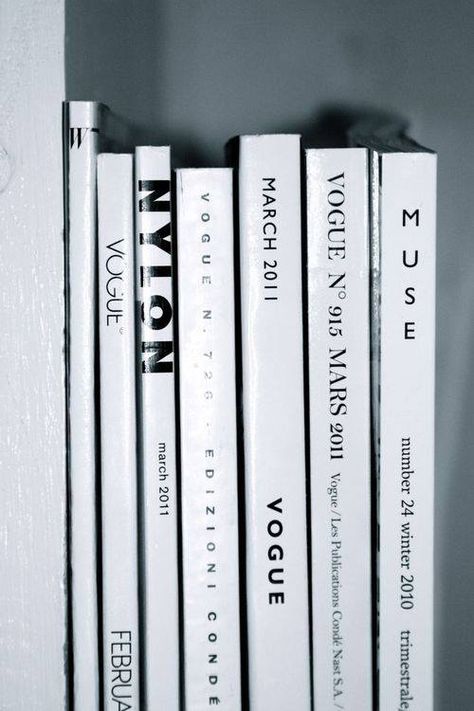 W
VOGUE
FEBRUA
NYLON
march 2011
VOGUE N. 726 - EDIZIONI CONDÉ
MARCH 2011
VOGUE
VOGUE N° 915 MARS 2011 Vogue / Les Publications Condé Nast S.A. /
MUSE
number 24 winter 2010
trimestrale,